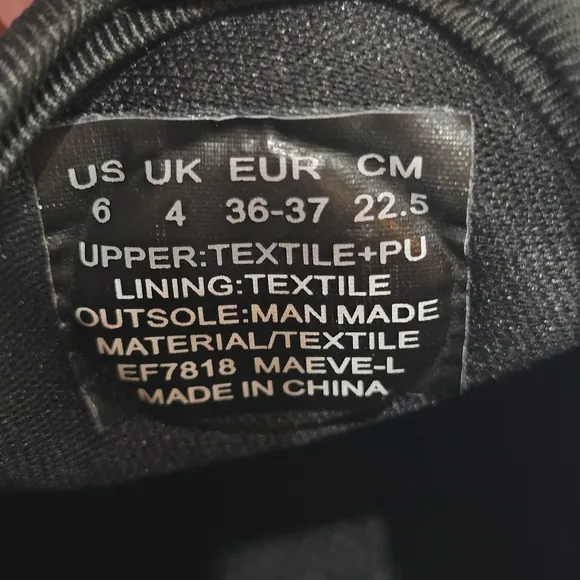 US UK EUR CM
6 4 36-37 22.5
UPPER:TEXTILE+PU
LINING:TEXTILE
OUTSOLE:MAN MADE
MATERIAL/TEXTILE
EF7818 MAEVE-L
MADE IN CHINA